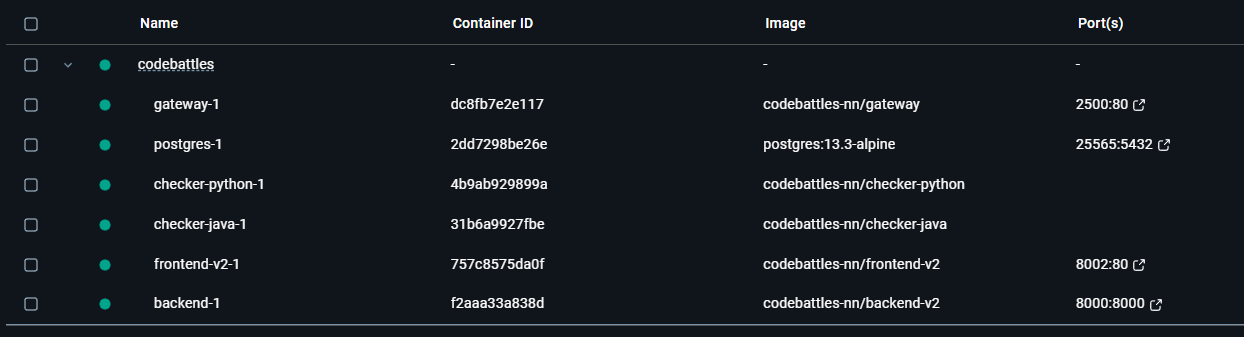 Name Container ID Image Port(s)
codebattles - - -
gateway-1 dc8fb7e2e117 codebattles-nn/gateway 2500:80
postgres-1 2dd7298be26e postgres:13.3-alpine 25565:5432
checker-python-1 4b9ab929899a codebattles-nn/checker-python
checker-java-1 31b6a9927fbe codebattles-nn/checker-java
frontend-v2-1 757c8575da0f codebattles-nn/frontend-v2 8002:80
backend-1 f2aaa33a838d codebattles-nn/backend-v2 8000:8000